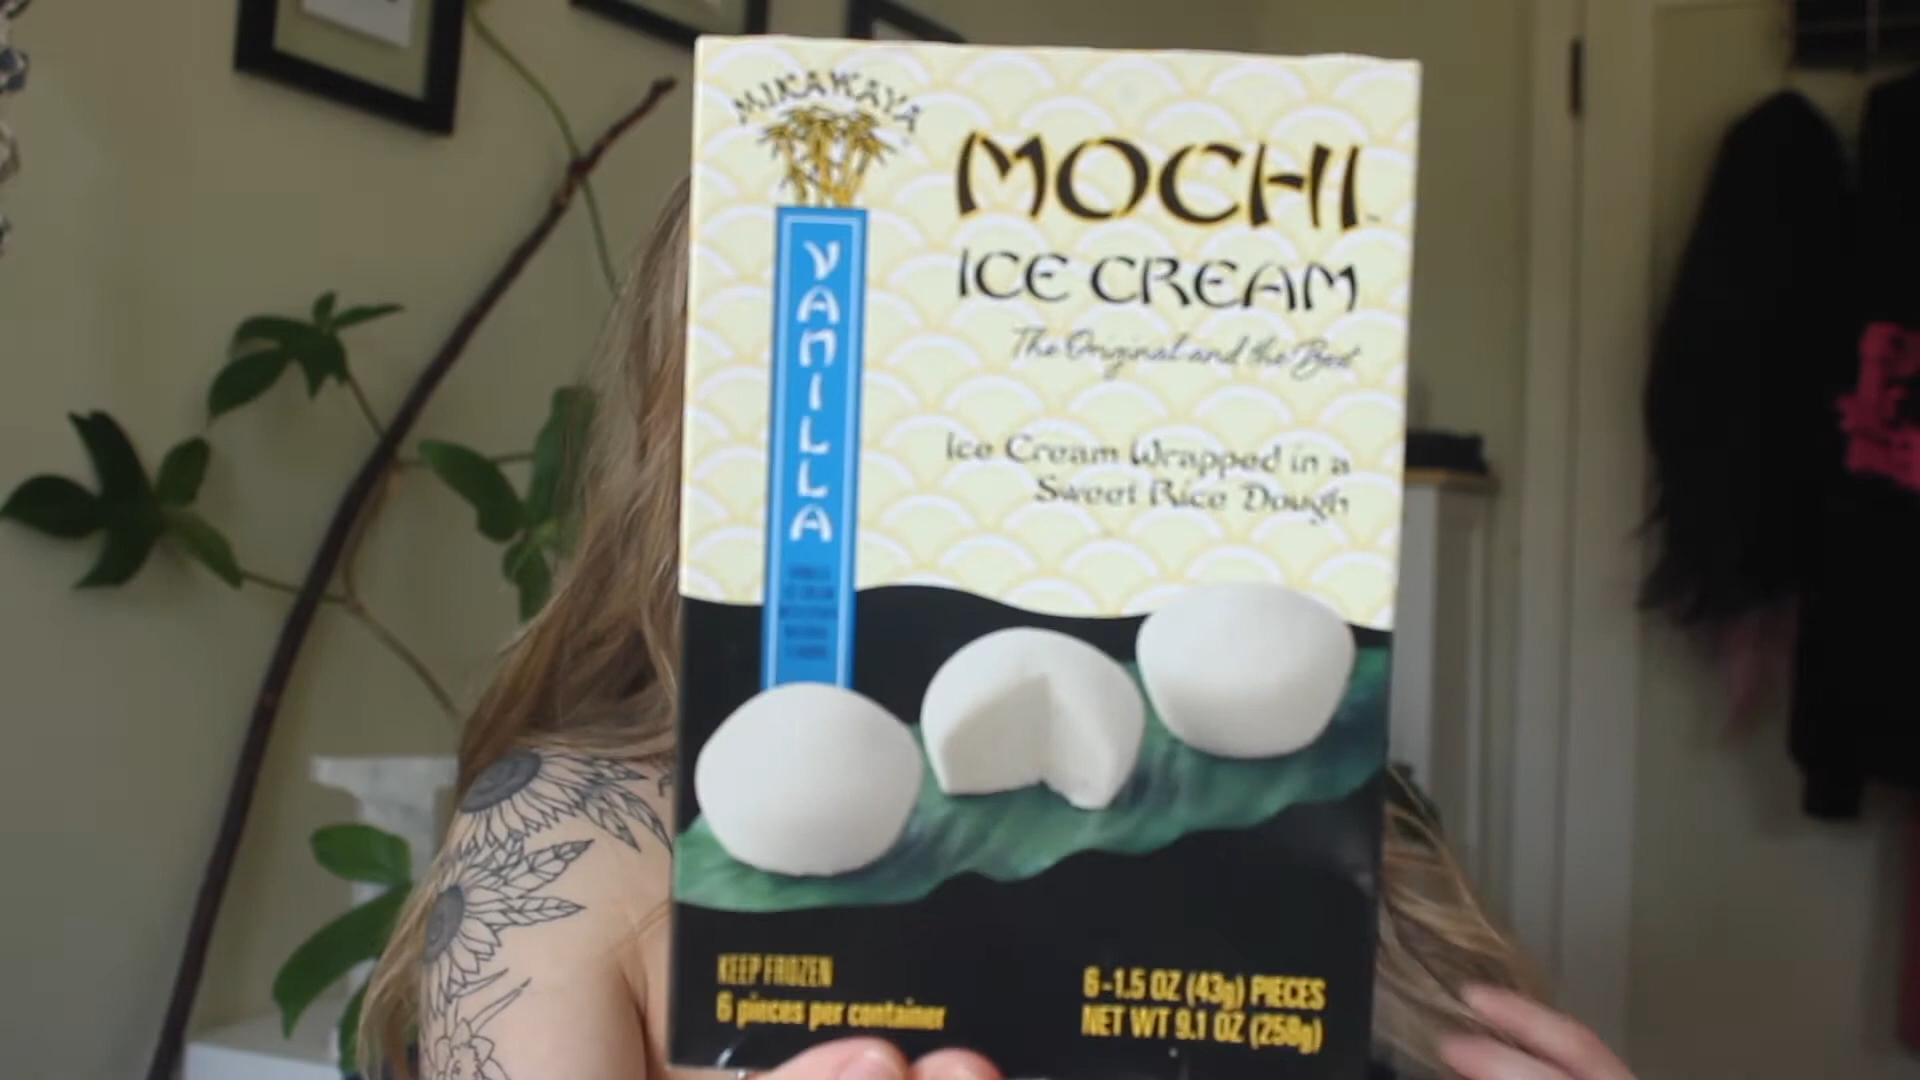 MIKAWAYA
MOCHI™
ICE CREAM
The Original and the Best
VANILLA
Ice Cream Wrapped in a
Sweet Rice Dough
KEEP FROZEN
6 pieces per container
6-1.5 OZ (43g) PIECES
NET WT 9.1 OZ (258g)